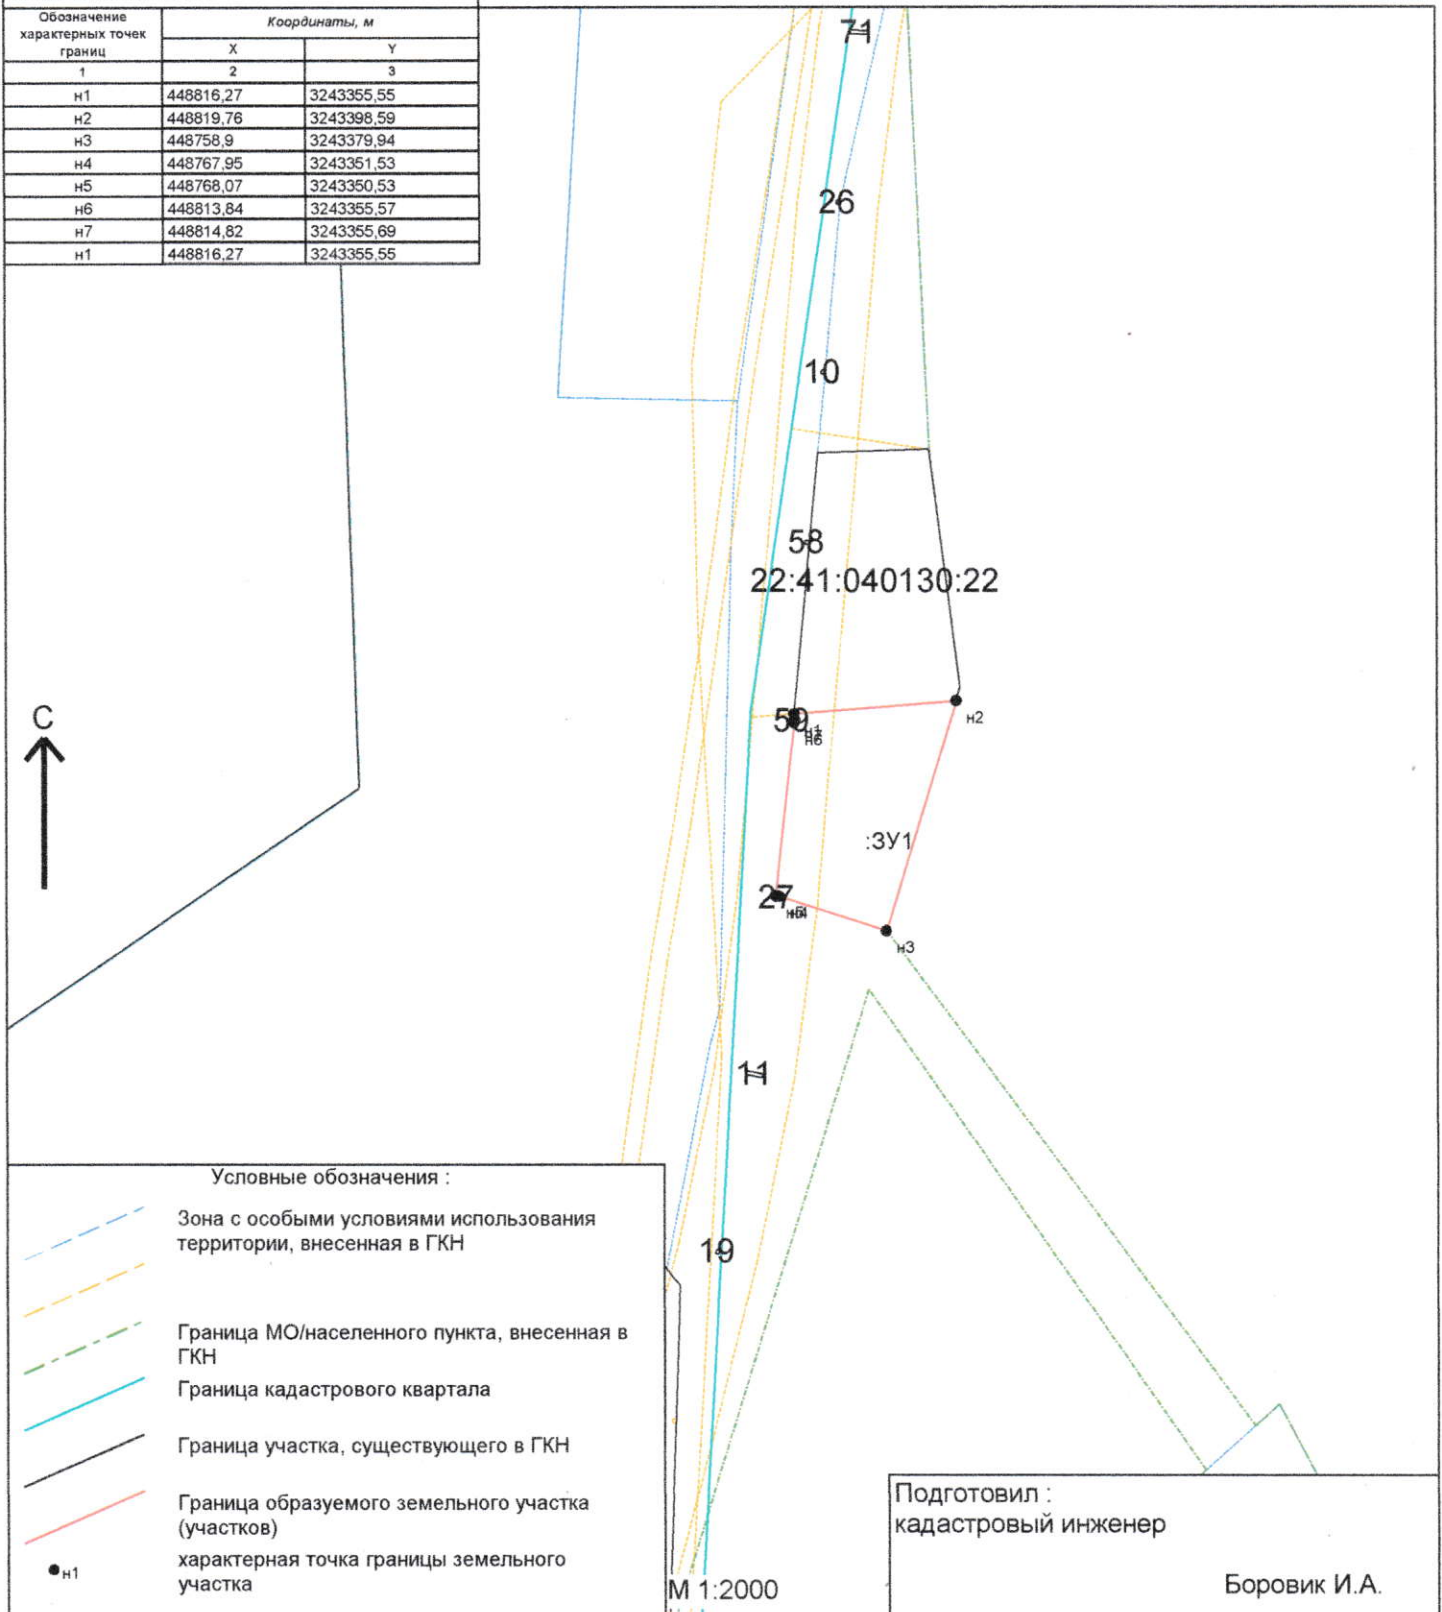 Обозначение
характерных точек
границ
Координаты, м
X Y
1 2 3
н1 448816,27 3243355,55
н2 448819,76 3243398,59
н3 448758,9 3243379,94
н4 448767,95 3243351,53
н5 448768,07 3243350,53
н6 448813,84 3243355,57
н7 448814,82 3243355,69
н1 448816,27 3243355,55
71
26
10
58
22:41:040130:22
С
59
н1
н6
н2
:ЗУ1
27
н3
11
19
Условные обозначения :
Зона с особыми условиями использования
территории, внесенная в ГКН
Граница МО/населенного пункта, внесенная в
ГКН
Граница кадастрового квартала
Граница участка, существующего в ГКН
Граница образуемого земельного участка
(участков)
н1
характерная точка границы земельного
участка
М 1:2000
Подготовил :
кадастровый инженер
Боровик И.А.